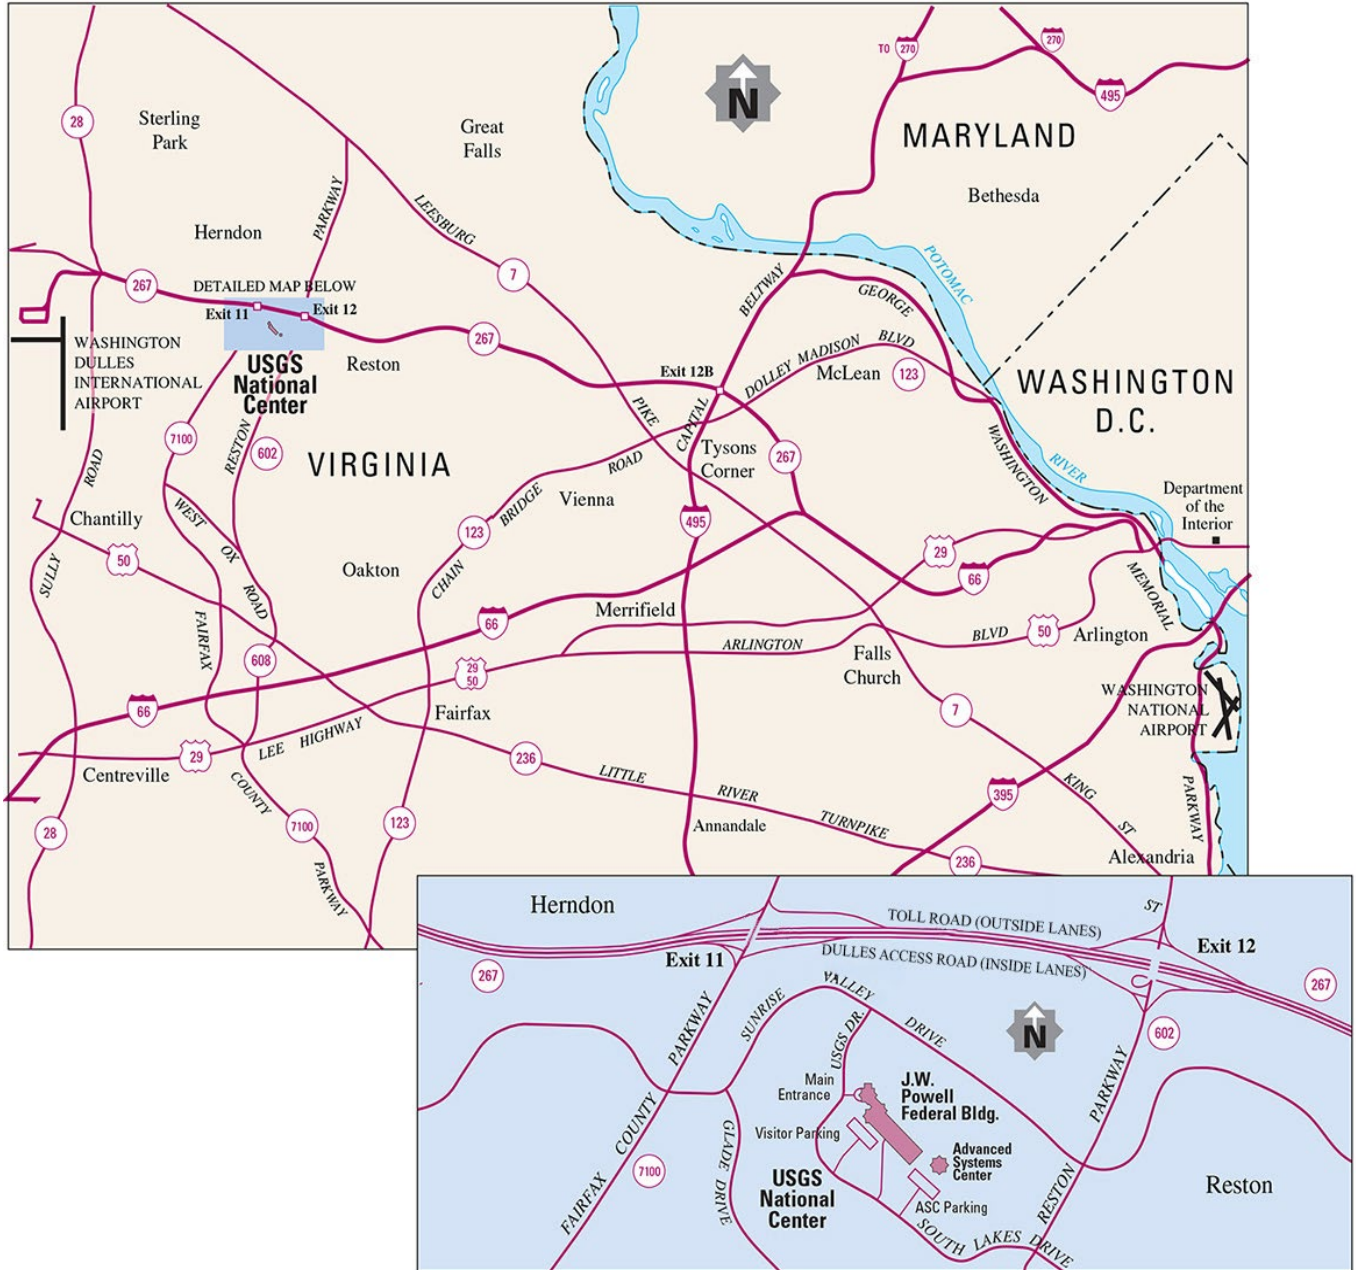 TO
270
270
495
N
MARYLAND
28
Sterling
Park
Great
Falls
Bethesda
PARKWAY
LEESBURG
Herndon
7
POTOMAC
267
DETAILED MAP BELOW
Exit 11
Exit 12
BELTWAY
GEORGE
WASHINGTON
DULLES
INTERNATIONAL
AIRPORT
USGS
National
Center
Reston
267
Exit 12B
DOLLEY MADISON BLVD
McLean
123
WASHINGTON
D.C.
PIKE
CAPITAL
7100
RESTON
602
VIRGINIA
Tysons
Corner
267
WASHINGTON
RIVER
ROAD
ROAD
Vienna
BRIDGE
Department
of the
Interior
Chantilly
WEST
OX
ROAD
123
495
50
SULLY
Oakton
CHAIN
29
66
MEMORIAL
FAIRFAX
66
Merrifield
ARLINGTON
BLVD
50
Arlington
608
29
50
Falls
Church
66
Fairfax
7
WASHINGTON
NATIONAL
AIRPORT
LEE HIGHWAY
29
Centreville
236
LITTLE
RIVER
TURNPIKE
395
KING
ST
PARKWAY
COUNTY
7100
123
28
Annandale
236
Alexandria
PARKWAY
Herndon
TOLL ROAD (OUTSIDE LANES)
ST
Exit 11
DULLES ACCESS ROAD (INSIDE LANES)
Exit 12
267
267
PARKWAY
SUNRISE
VALLEY
DRIVE
USGS DR.
N
602
Main
Entrance
J.W.
Powell
Federal Bldg.
PARKWAY
COUNTY
Visitor Parking
GLADE DRIVE
Advanced
Systems
Center
7100
USGS
National
Center
ASC Parking
RESTON
Reston
FAIRFAX
SOUTH LAKES DRIVE